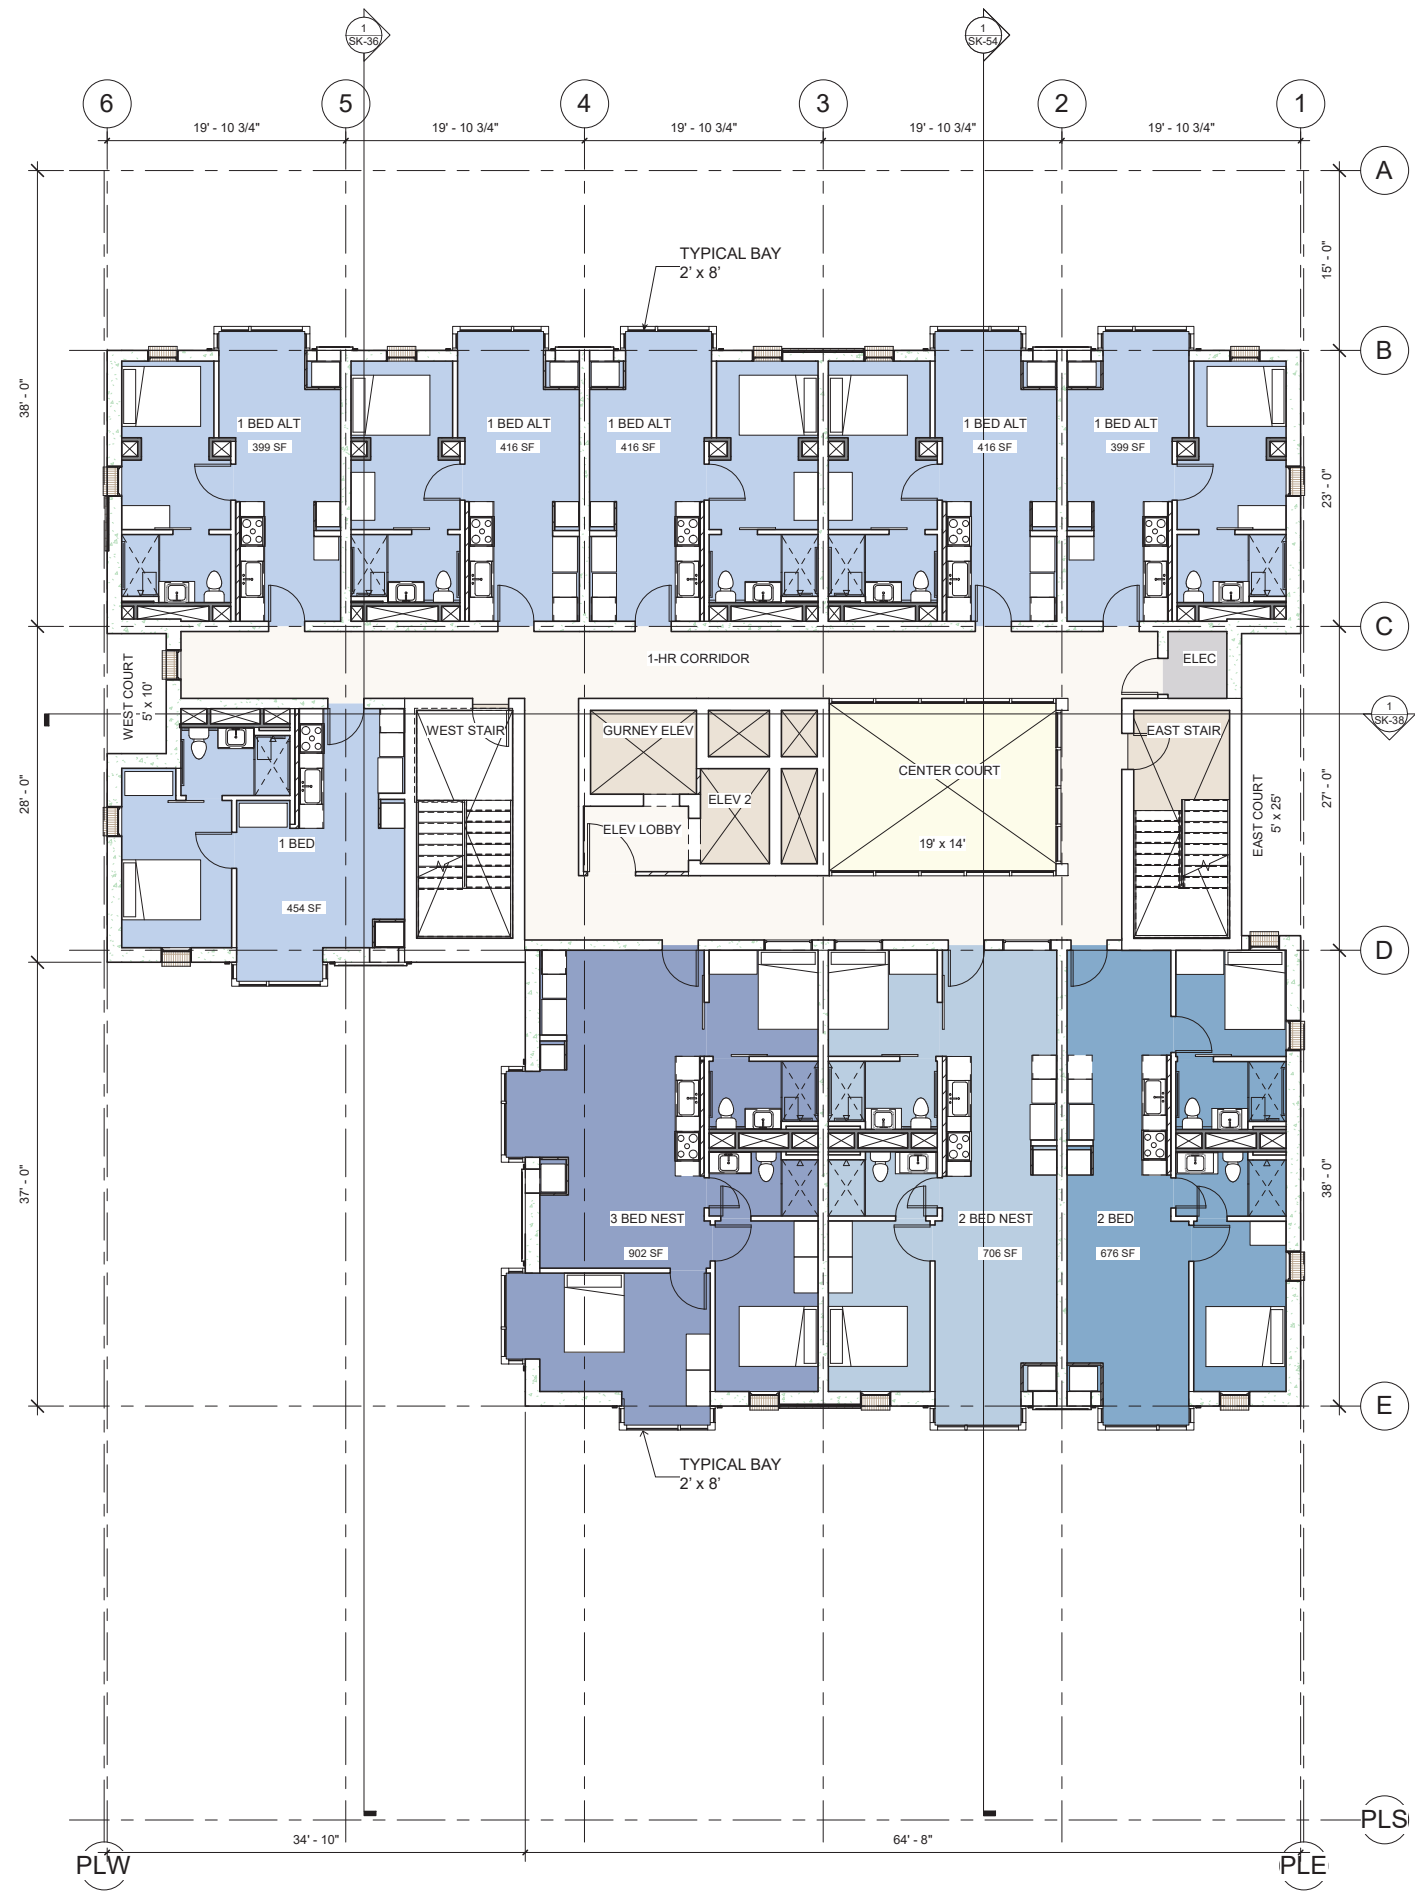 1
SK-36
1
SK-54
6
5
4
3
2
1
19' - 10 3/4"
19' - 10 3/4"
19' - 10 3/4"
19' - 10 3/4"
19' - 10 3/4"
A
15' - 0"
TYPICAL BAY
2' x 8'
B
38' - 0"
1 BED ALT
399 SF
1 BED ALT
416 SF
1 BED ALT
416 SF
1 BED ALT
416 SF
1 BED ALT
399 SF
23' - 0"
C
1-HR CORRIDOR
ELEC
WEST COURT
5' x 10'
1
SK-38
WEST STAIR
GURNEY ELEV
EAST STAIR
CENTER COURT
19' x 14'
ELEV 2
ELEV LOBBY
28' - 0"
27' - 0"
EAST COURT
5' x 25'
1 BED
454 SF
D
37' - 0"
38' - 0"
3 BED NEST
902 SF
2 BED NEST
706 SF
2 BED
676 SF
E
TYPICAL BAY
2' x 8'
PLS
34' - 10"
64' - 8"
PLW
PLE